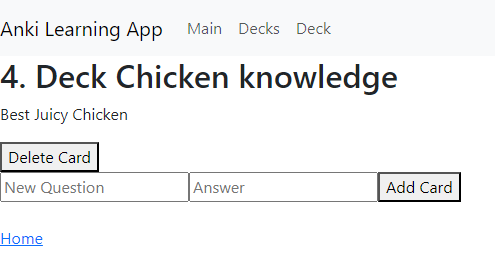 Anki Learning App Main Decks Deck
4. Deck Chicken knowledge
Best Juicy Chicken
Delete Card
New Question Answer Add Card
Home